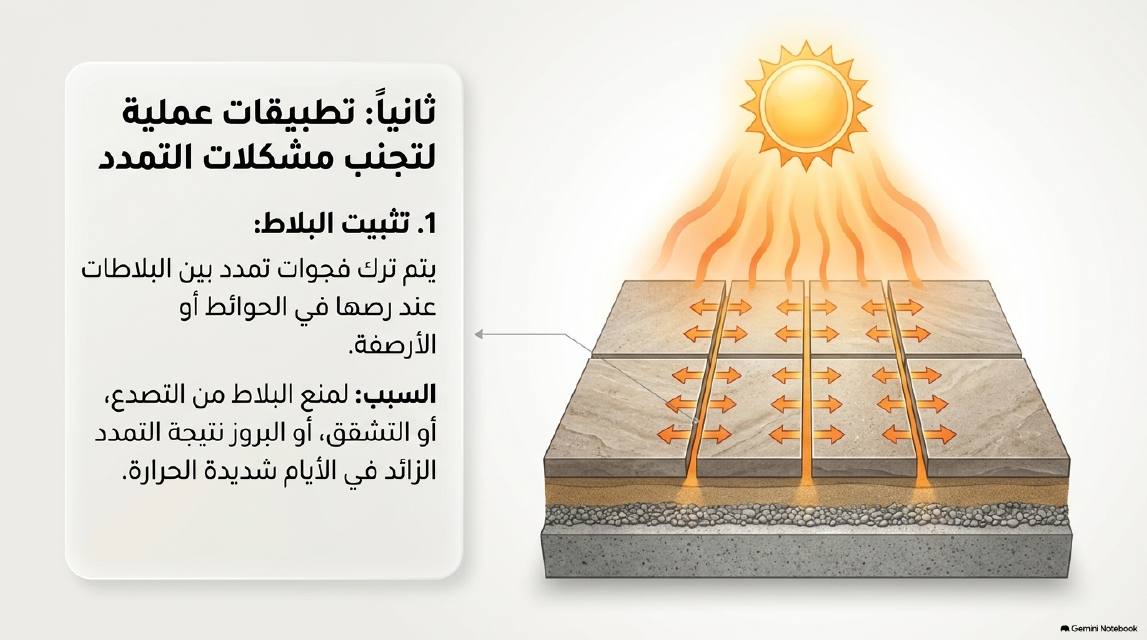 ثانياً: تطبيقات عملية
لتجنب مشكلات التمدد
1. تثبيت البلاط:
يتم ترك فجوات تمدد بين البلاطات
عند رصها في الحوائط أو
الأرصفة.
السبب: لمنع البلاط من التصدع،
أو التشقق، أو البروز نتيجة التمدد
الزائد في الأيام شديدة الحرارة.
Gemini Notebook